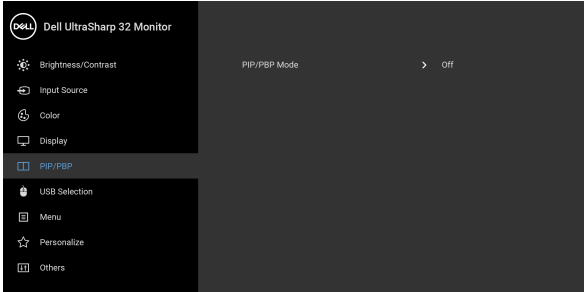 DELL Dell UltraSharp 32 Monitor
Brightness/Contrast
PIP/PBP Mode > Off
Input Source
Color
Display
PIP/PBP
USB Selection
Menu
Personalize
Others